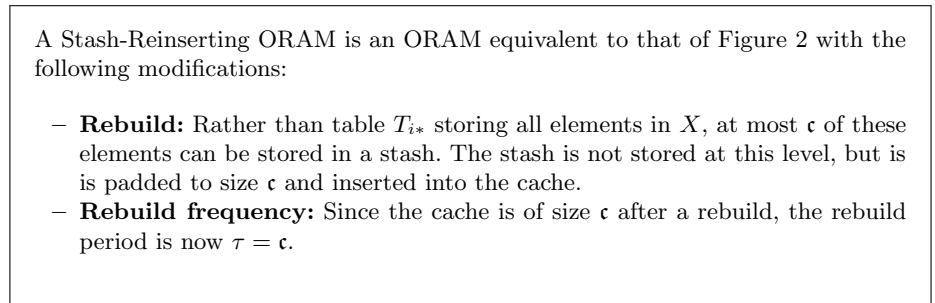 A Stash-Reinserting ORAM is an ORAM equivalent to that of Figure 2 with the
following modifications:
– Rebuild: Rather than table T_{i*} storing all elements in X, at most 𝔠 of these
elements can be stored in a stash. The stash is not stored at this level, but is
is padded to size 𝔠 and inserted into the cache.
– Rebuild frequency: Since the cache is of size 𝔠 after a rebuild, the rebuild
period is now τ = 𝔠.